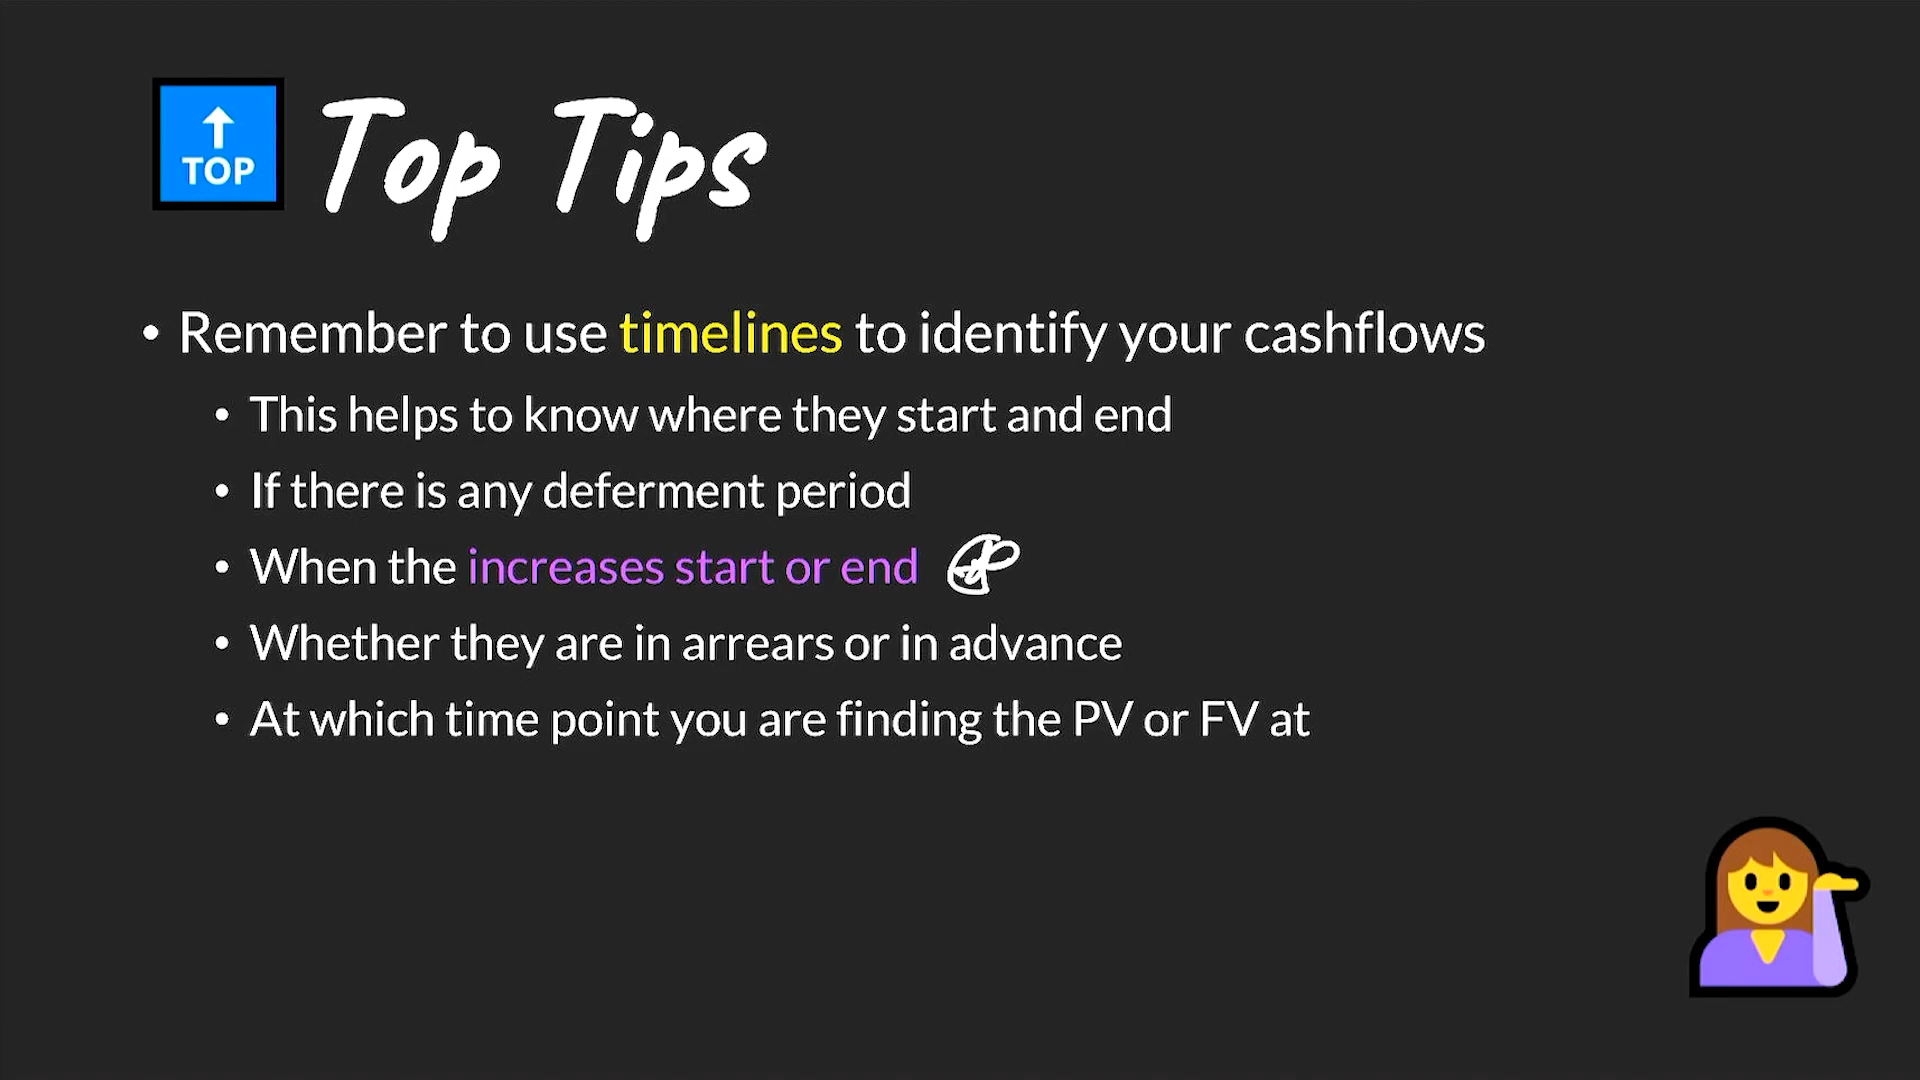 TOP
Top Tips
• Remember to use timelines to identify your cashflows
• This helps to know where they start and end
• If there is any deferment period
• When the increases start or end
• Whether they are in arrears or in advance
• At which time point you are finding the PV or FV at